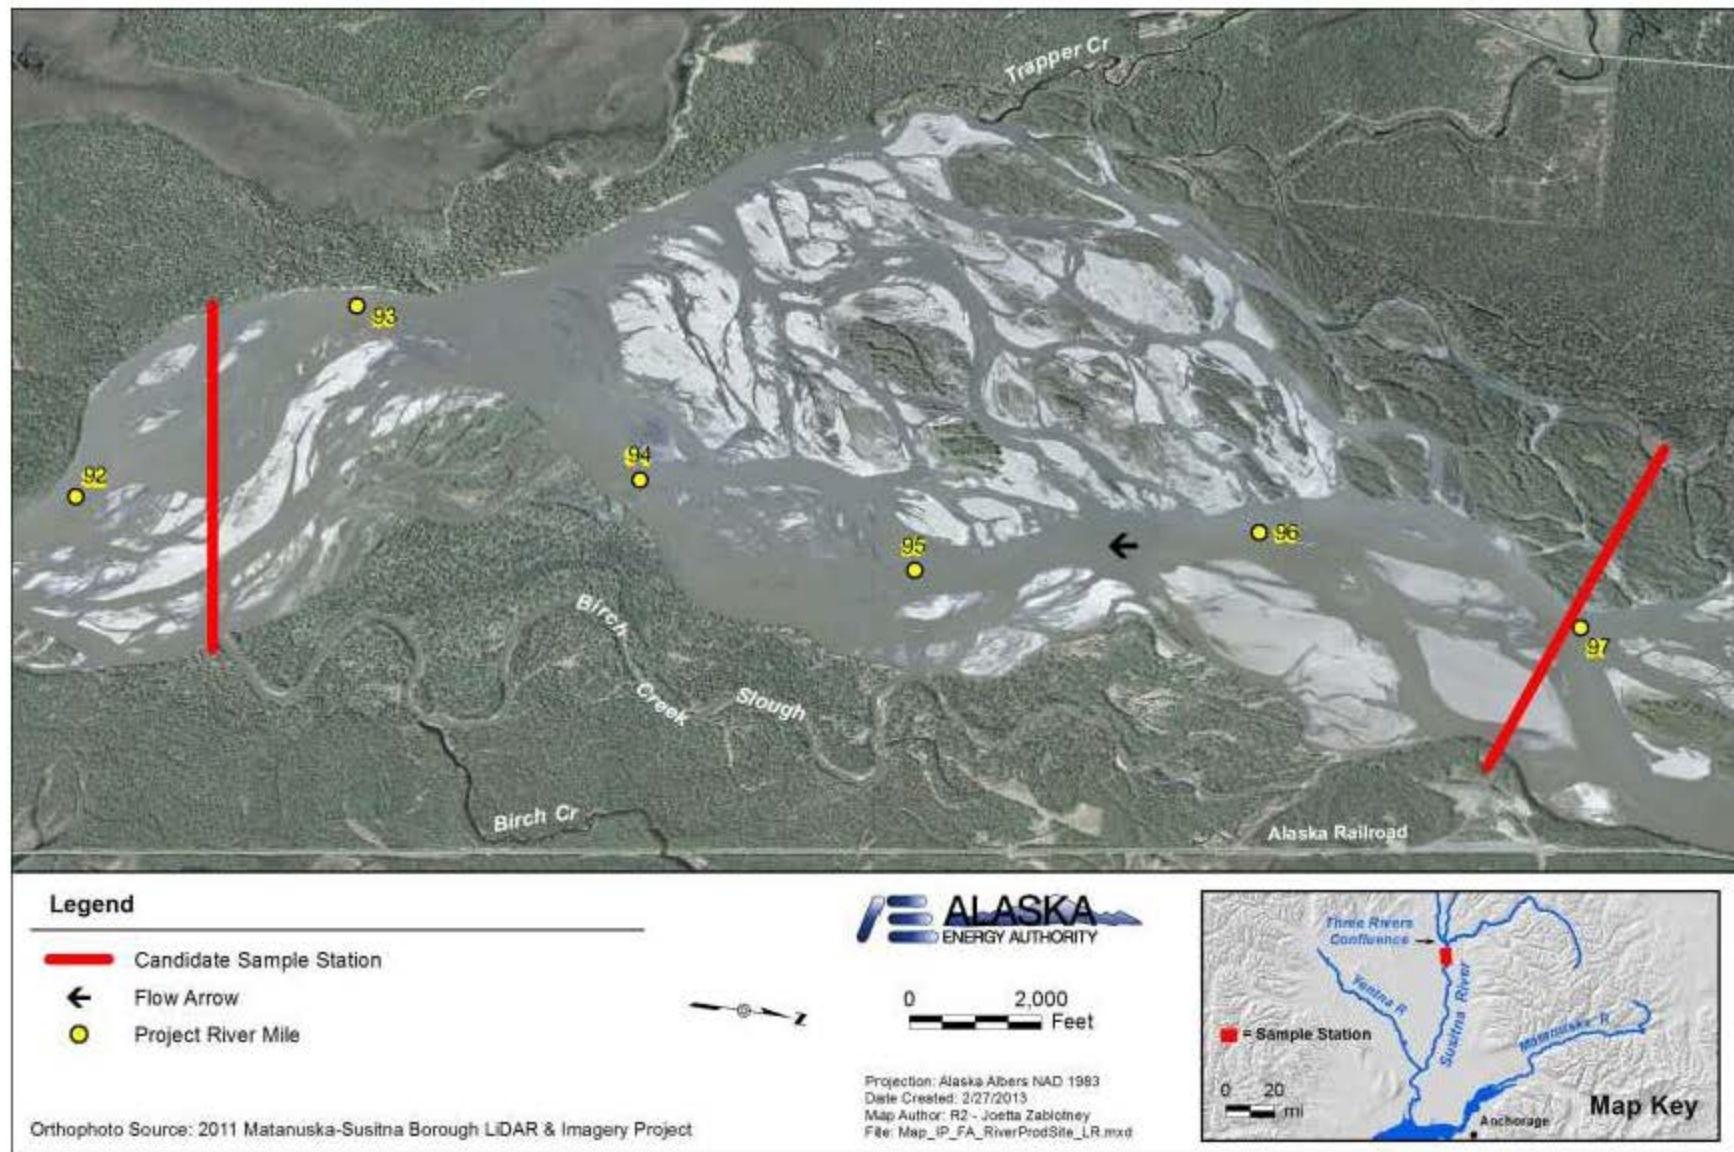 Trapper Cr
93
92
94
95
96
97
Birch
Creek
Slough
Birch Cr
Alaska Railroad
Legend
Candidate Sample Station
Flow Arrow
Project River Mile
Orthophoto Source: 2011 Matanuska-Susitna Borough LiDAR & Imagery Project
Z
ALASKA
ENERGY AUTHORITY
0 2,000
Feet
Projection: Alaska Albers NAD 1983
Date Created: 2/27/2013
Map Author: R2 - Joetta Zablotney
File: Map_IP_FA_RiverProdSite_LR.mxd
Three Rivers
Confluence
Yentna R
Susitna River
Matanuska R
= Sample Station
0 20
mi
Anchorage
Map Key